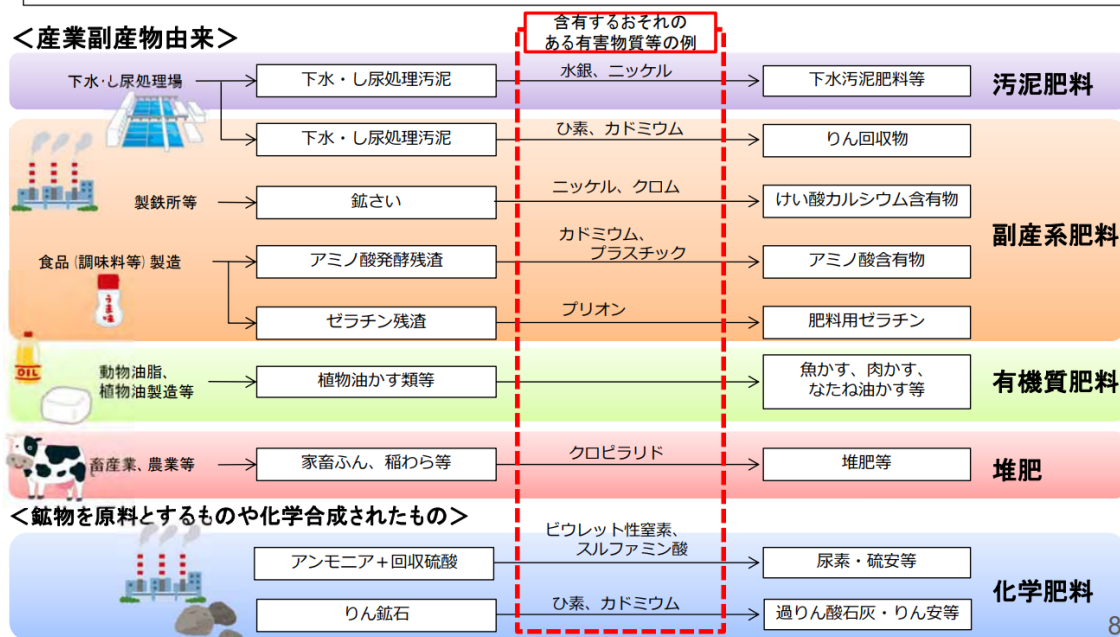 含有するおそれの
ある有害物質等の例
＜産業副産物由来＞
下水・し尿処理場
下水・し尿処理汚泥
水銀、ニッケル
下水汚泥肥料等
汚泥肥料
下水・し尿処理汚泥
ひ素、カドミウム
りん回収物
製鉄所等
鉱さい
ニッケル、クロム
けい酸カルシウム含有物
副産系肥料
食品（調味料等）製造
うま味
アミノ酸発酵残渣
カドミウム、
プラスチック
アミノ酸含有物
ゼラチン残渣
プリオン
肥料用ゼラチン
OIL
動物油脂、
植物油製造等
植物油かす類等
魚かす、肉かす、
なたね油かす等
有機質肥料
畜産業、農業等
家畜ふん、稲わら等
クロピラリド
堆肥等
堆肥
＜鉱物を原料とするものや化学合成されたもの＞
アンモニア＋回収硫酸
ビウレット性窒素、
スルファミン酸
尿素・硫安等
化学肥料
りん鉱石
ひ素、カドミウム
過りん酸石灰・りん安等
8